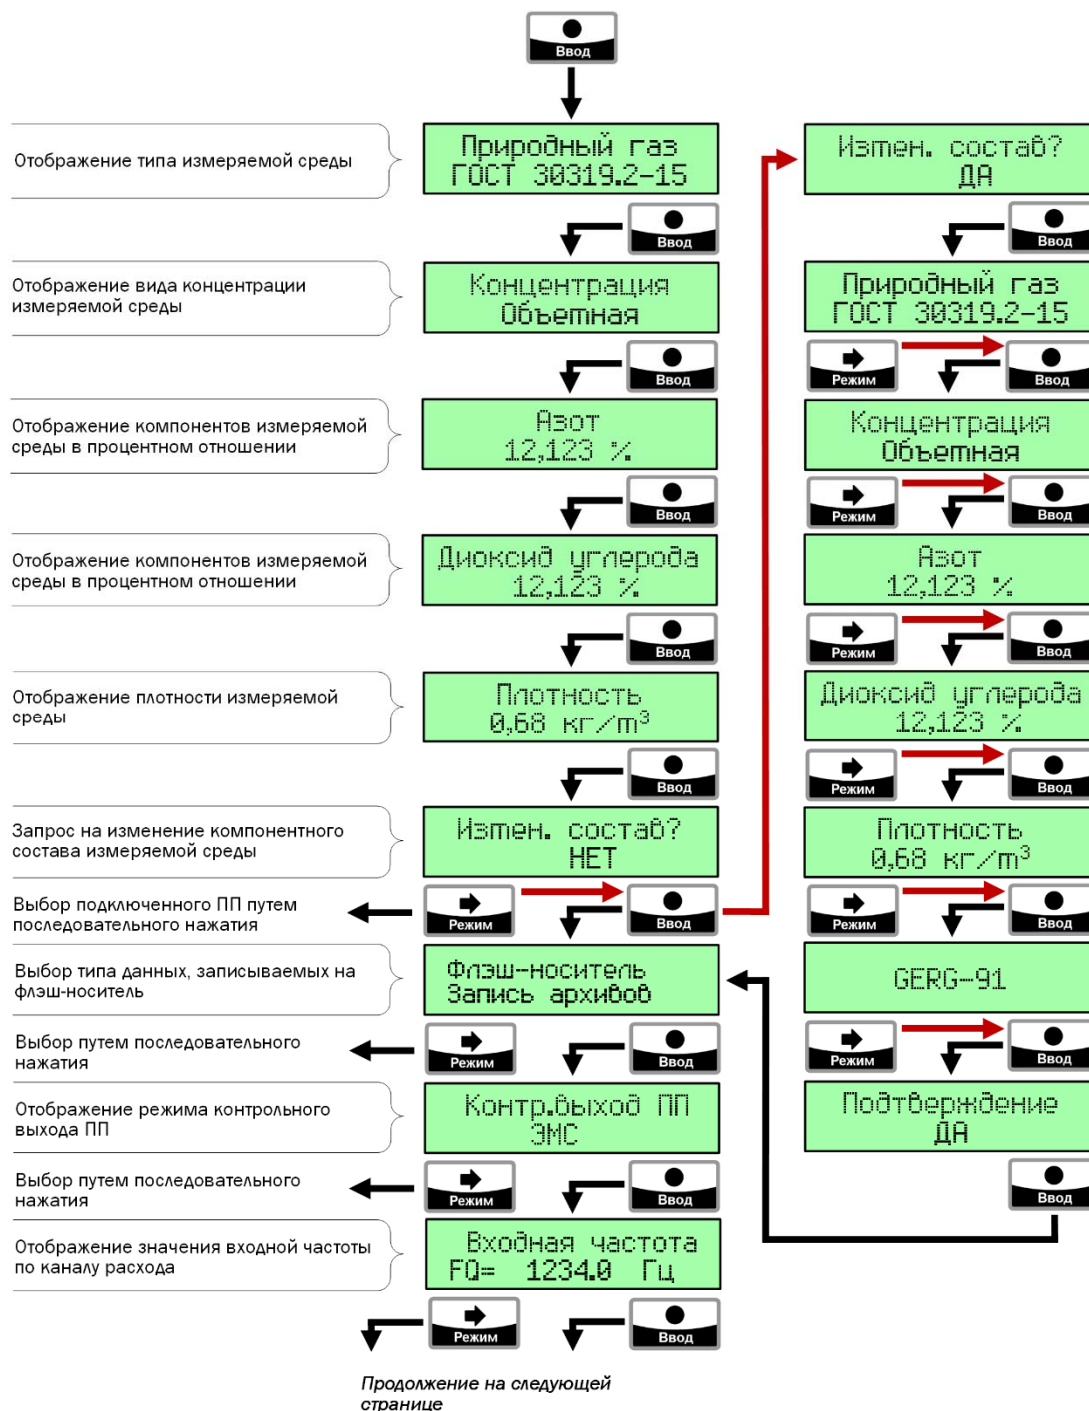 Ввод
Отображение типа измеряемой среды
Природный газ
ГОСТ 30319.2-15
Ввод
Отображение вида концентрации
измеряемой среды
Концентрация
Объемная
Ввод
Отображение компонентов измеряемой
среды в процентном отношении
Азот
12,123 %
Ввод
Отображение компонентов измеряемой
среды в процентном отношении
Диоксид углерода
12,123 %
Ввод
Отображение плотности измеряемой
среды
Плотность
0,68 кг/m³
Ввод
Запрос на изменение компонентного
состава измеряемой среды
Измен. состав?
НЕТ
Выбор подключенного ПП путем
последовательного нажатия
Режим
Ввод
Выбор типа данных, записываемых на
флэш-носитель
Флэш-носитель
Запись архивов
Выбор путем последовательного
нажатия
Режим
Ввод
Отображение режима контрольного
выхода ПП
Контр.выход ПП
ЭМС
Выбор путем последовательного
нажатия
Режим
Ввод
Отображение значения входной частоты
по каналу расхода
Входная частота
FQ= 1234.0 Гц
Режим
Ввод
Продолжение на следующей
странице
Измен. состав?
ДА
Ввод
Природный газ
ГОСТ 30319.2-15
Режим
Ввод
Концентрация
Объемная
Режим
Ввод
Азот
12,123 %
Режим
Ввод
Диоксид углерода
12,123 %
Режим
Ввод
Плотность
0,68 кг/m³
Режим
Ввод
GERG-91
Режим
Ввод
Подтверждение
ДА
Ввод